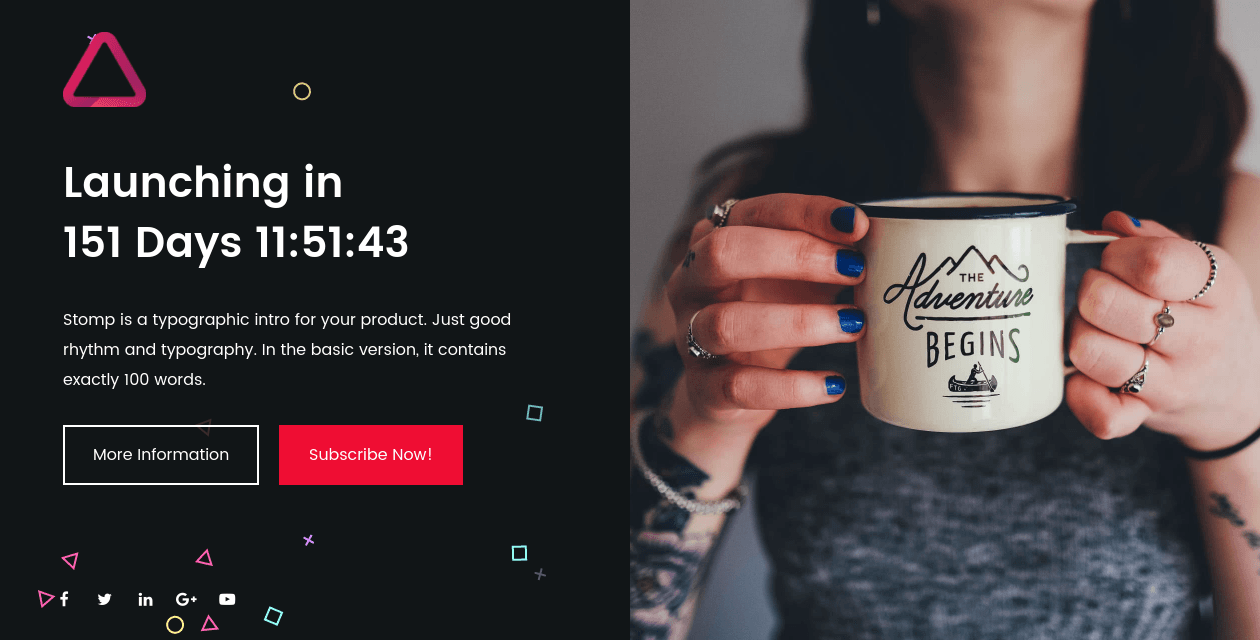 Launching in
151 Days 11:51:43
Stomp is a typographic intro for your product. Just good
rhythm and typography. In the basic version, it contains
exactly 100 words.
More Information
Subscribe Now!
THE
Adventure
BEGINS